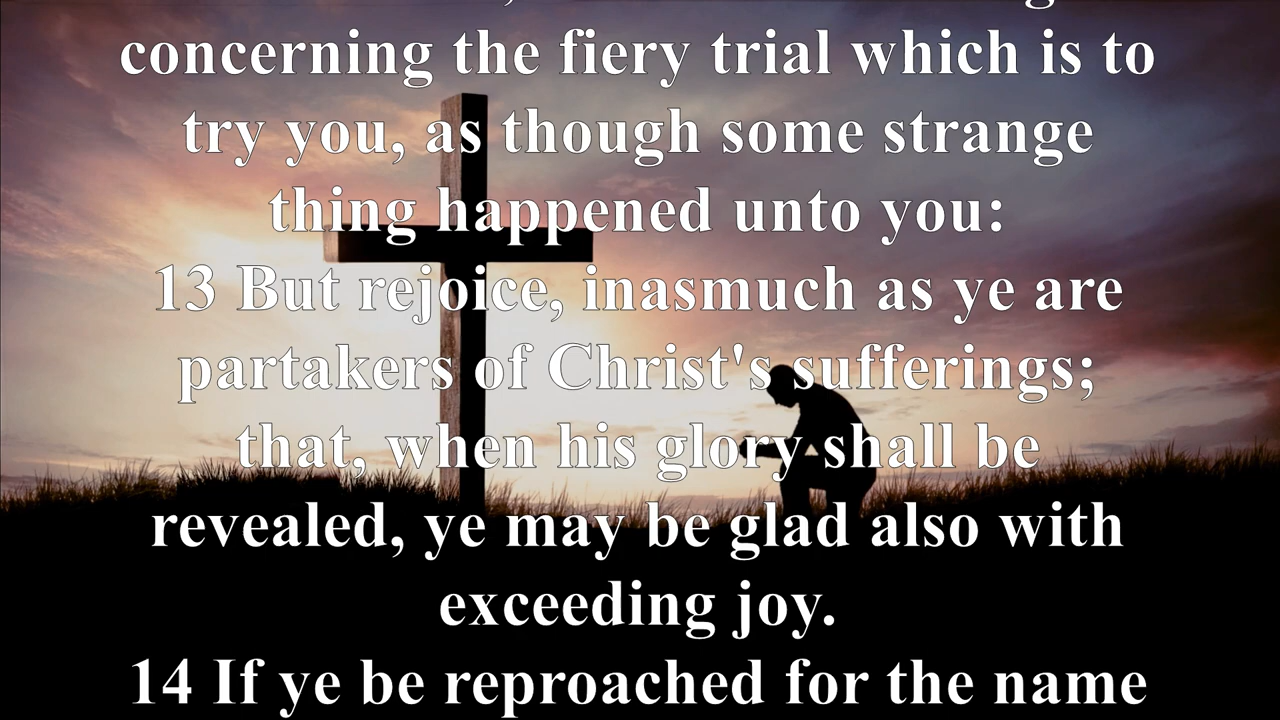 concerning the fiery trial which is to
try you, as though some strange
thing happened unto you:
13 But rejoice, inasmuch as ye are
partakers of Christ's sufferings;
that, when his glory shall be
revealed, ye may be glad also with
exceeding joy.
14 If ye be reproached for the name